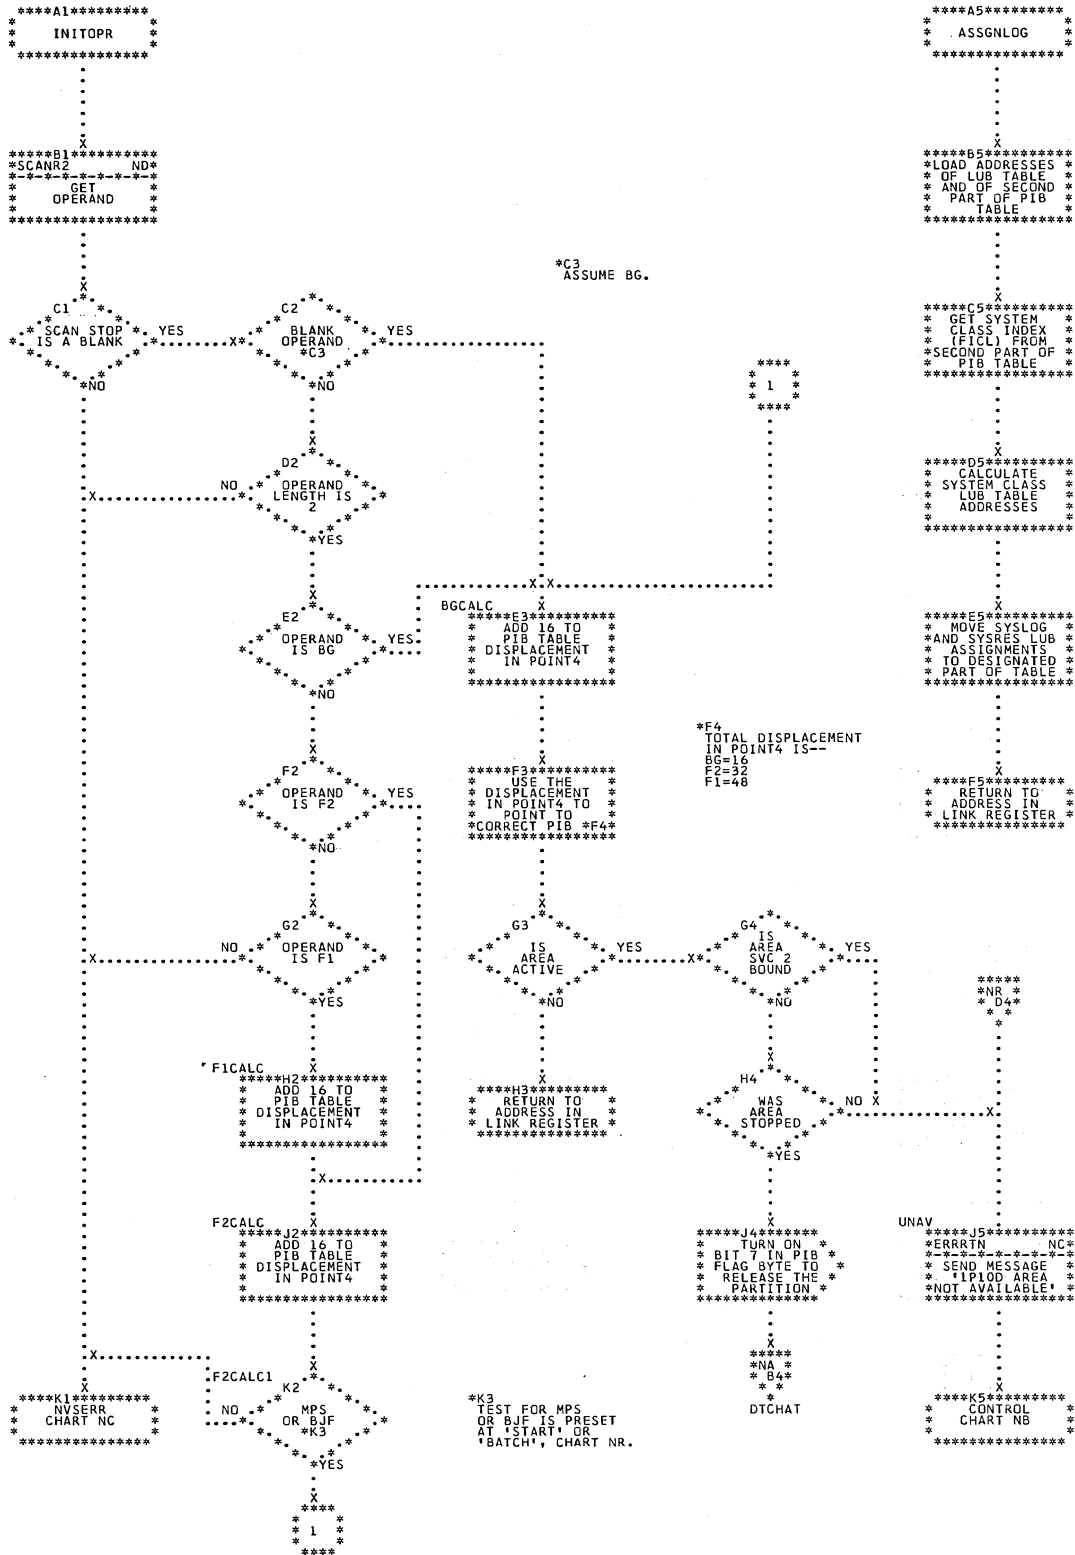 A1
INITOPR
B1
SCANR2 ND
GET
OPERAND
C1
SCAN STOP
IS A BLANK
YES
NO
C2
BLANK
OPERAND
*C3
YES
NO
*C3
ASSUME BG.
1
D2
OPERAND
LENGTH IS
2
NO
YES
E2
OPERAND
IS BG
YES
NO
F2
OPERAND
IS F2
YES
NO
G2
OPERAND
IS F1
NO
YES
F1CALC
H2
ADD 16 TO
PIB TABLE
DISPLACEMENT
IN POINT4
F2CALC
J2
ADD 16 TO
PIB TABLE
DISPLACEMENT
IN POINT4
F2CALC1
K2
MPS
OR BJF
*K3
NO
YES
1
K1
NVSERR
CHART NC
BGCALC
E3
ADD 16 TO
PIB TABLE
DISPLACEMENT
IN POINT4
F3
USE THE
DISPLACEMENT
IN POINT4 TO
POINT TO
CORRECT PIB *F4
*F4
TOTAL DISPLACEMENT
IN POINT4 IS--
BG=16
F2=32
F1=48
G3
IS
AREA
ACTIVE
YES
NO
H3
RETURN TO
ADDRESS IN
LINK REGISTER
G4
IS
AREA
SVC 2
BOUND
YES
NO
H4
WAS
AREA
STOPPED
NO
YES
J4
TURN ON
BIT 7 IN PIB
FLAG BYTE TO
RELEASE THE
PARTITION
NA
B4
DTCHAT
*K3
TEST FOR MPS
OR BJF IS PRESET
AT 'START' OR
'BATCH', CHART NR.
A5
ASSGNLOG
B5
LOAD ADDRESSES
OF LUB TABLE
AND OF SECOND
PART OF PIB
TABLE
C5
GET SYSTEM
CLASS INDEX
(FICL) FROM
SECOND PART OF
PIB TABLE
D5
CALCULATE
SYSTEM CLASS
LUB TABLE
ADDRESSES
E5
MOVE SYSLOG
AND SYSRES LUB
ASSIGNMENTS
TO DESIGNATED
PART OF TABLE
F5
RETURN TO
ADDRESS IN
LINK REGISTER
NR
D4
UNAV
J5
ERRRTN NC
SEND MESSAGE
'1P10D AREA
NOT AVAILABLE'
K5
CONTROL
CHART NB